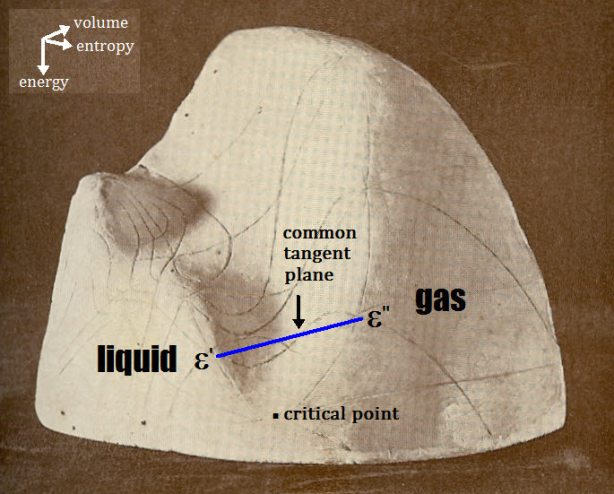 volume
entropy
energy
common
tangent
plane
gas
ε"
liquid ε'
critical point